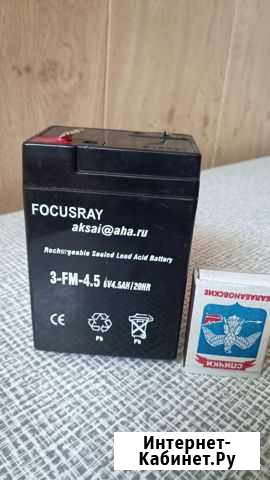 FOCUSRAY
aksai@aha.ru
Rechargeable Sealed Lead Acid Battery
3-FM-4.5 6V4.5AH/20HR
Pb Pb
БАЛАБАНОВСКИЕ
СПИЧКИ
Интернет-
Кабинет.Ру